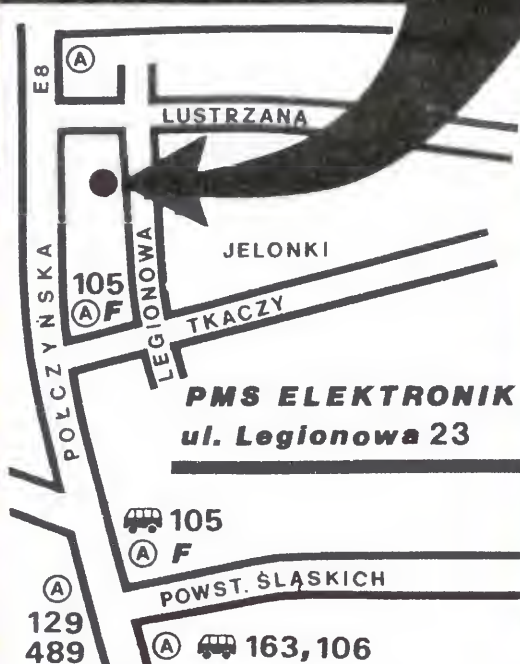 E8
A
LUSTRZANA
POŁCZYŃSKA
LEGIONOWA
JELONKI
105
A F
TKACZY
PMS ELEKTRONIK
ul. Legionowa 23
105
A F
POWST. ŚLĄSKICH
A
129
489
A 163, 106